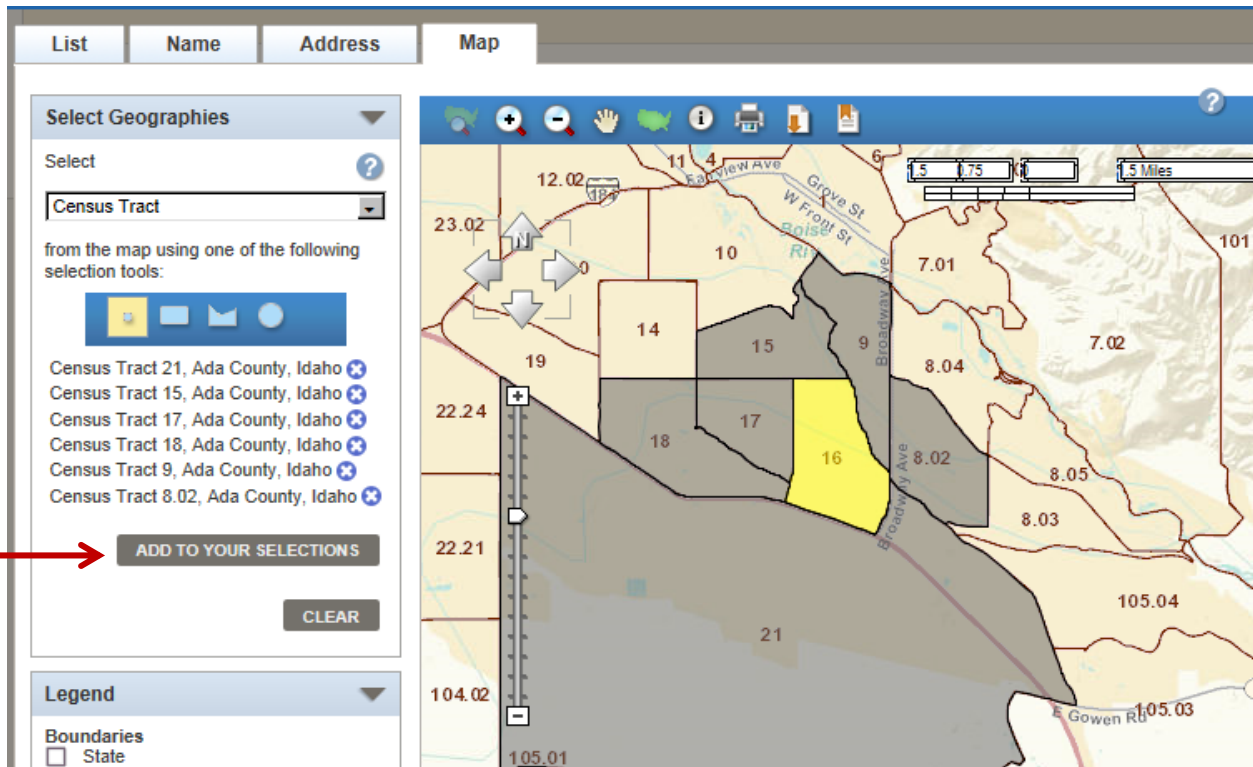 List Name Address Map
Select Geographies
Select
?
Census Tract
from the map using one of the following
selection tools:
Census Tract 21, Ada County, Idaho
Census Tract 15, Ada County, Idaho
Census Tract 17, Ada County, Idaho
Census Tract 18, Ada County, Idaho
Census Tract 9, Ada County, Idaho
Census Tract 8.02, Ada County, Idaho
ADD TO YOUR SELECTIONS
CLEAR
Legend
Boundaries
State
?
11
4
6
Fairview Ave
1.5
0.75
0
1.5 Miles
12.02
184
Grove St
W Front St
1
23.02
N
Boise
101
10
7.01
0
Broadway Ave
14
15
9
7.02
19
8.04
22.24
17
18
16
8.02
Broadway Ave
8.05
8.03
22.21
105.04
21
104.02
E Gowen Rd
105.03
105.01